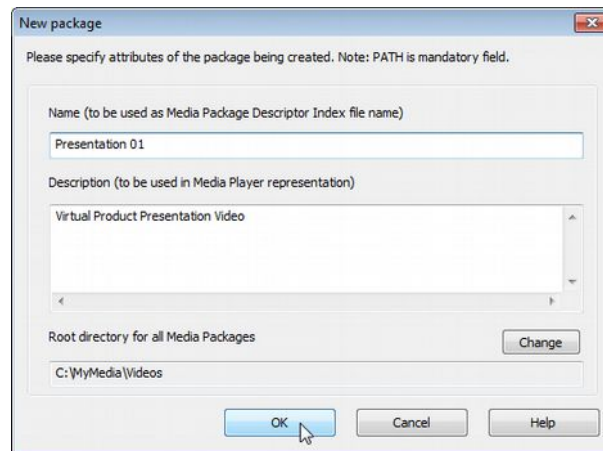 New package
Please specify attributes of the package being created. Note: PATH is mandatory field.
Name (to be used as Media Package Descriptor Index file name)
Presentation 01
Description (to be used in Media Player representation)
Virtual Product Presentation Video
Root directory for all Media Packages
Change
C:\MyMedia\Videos
OK
Cancel
Help